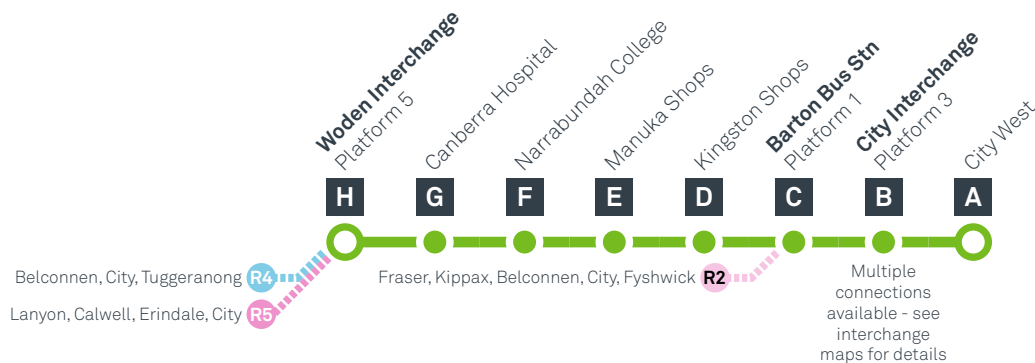 Woden Interchange
Platform 5
Canberra Hospital
Narrabundah College
Manuka Shops
Kingston Shops
Barton Bus Stn
Platform 1
City Interchange
Platform 3
City West
H
G
F
E
D
C
B
A
Belconnen, City, Tuggeranong
R4
Lanyon, Calwell, Erindale, City
R5
Fraser, Kippax, Belconnen, City, Fyshwick
R2
Multiple
connections
available - see
interchange
maps for details